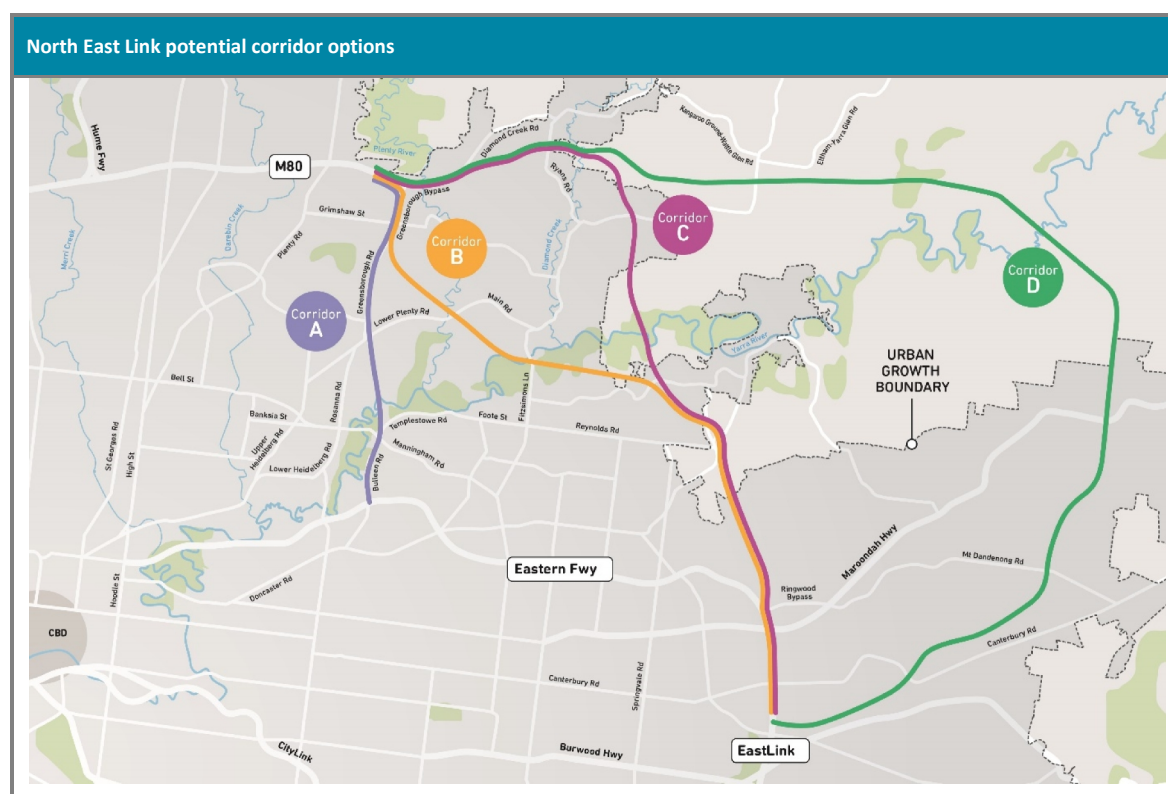 North East Link potential corridor options
Hume Fwy
M80
Plenty River
Diamond Creek Rd
Kangaroo Ground-Wattle Glen Rd
Eltham-Yarra Glen Rd
Merri Creek
Darebin Creek
Grimshaw St
Plenty Rd
Greensborough Bypass
Ryans Rd
Diamond Creek
Corridor
A
Corridor
B
Corridor
C
Corridor
D
Greensborough Rd
Lower Plenty Rd
Main Rd
Yarra River
URBAN
GROWTH
BOUNDARY
Bell St
Rosanna Rd
Banksia St
Upper
Heidelberg Rd
Lower Heidelberg Rd
Templestowe Rd
Manningham Rd
Bulleen Rd
Foote St
Fitzsimons Ln
Reynolds Rd
St Georges Rd
High St
Hoddle St
Doncaster Rd
Eastern Fwy
Ringwood
Bypass
Maroondah Hwy
Mt Dandenong Rd
Canterbury Rd
CBD
Canterbury Rd
Springvale Rd
CityLink
Burwood Hwy
EastLink